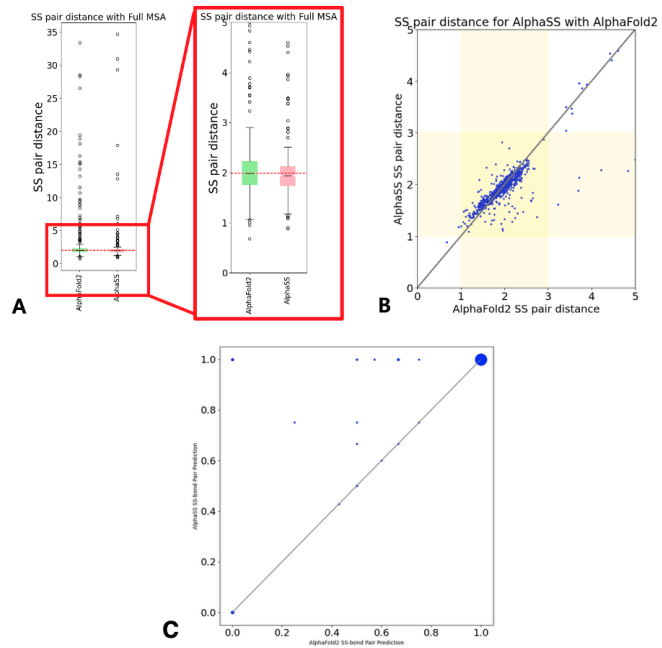 SS pair distance with Full MSA
SS pair distance
35
30
25
20
15
10
5
0
AlphaFold2
AlphaSS
A
SS pair distance with Full MSA
SS pair distance
5
4
3
2
1
0
AlphaFold2
AlphaSS
SS pair distance for AlphaSS with AlphaFold2
AlphaSS SS pair distance
5
4
3
2
1
0
0 1 2 3 4 5
AlphaFold2 SS pair distance
B
AlphaSS SS-bond Pair Prediction
1.0
0.8
0.6
0.4
0.2
0.0
0.0 0.2 0.4 0.6 0.8 1.0
AlphaFold2 SS-bond Pair Prediction
C